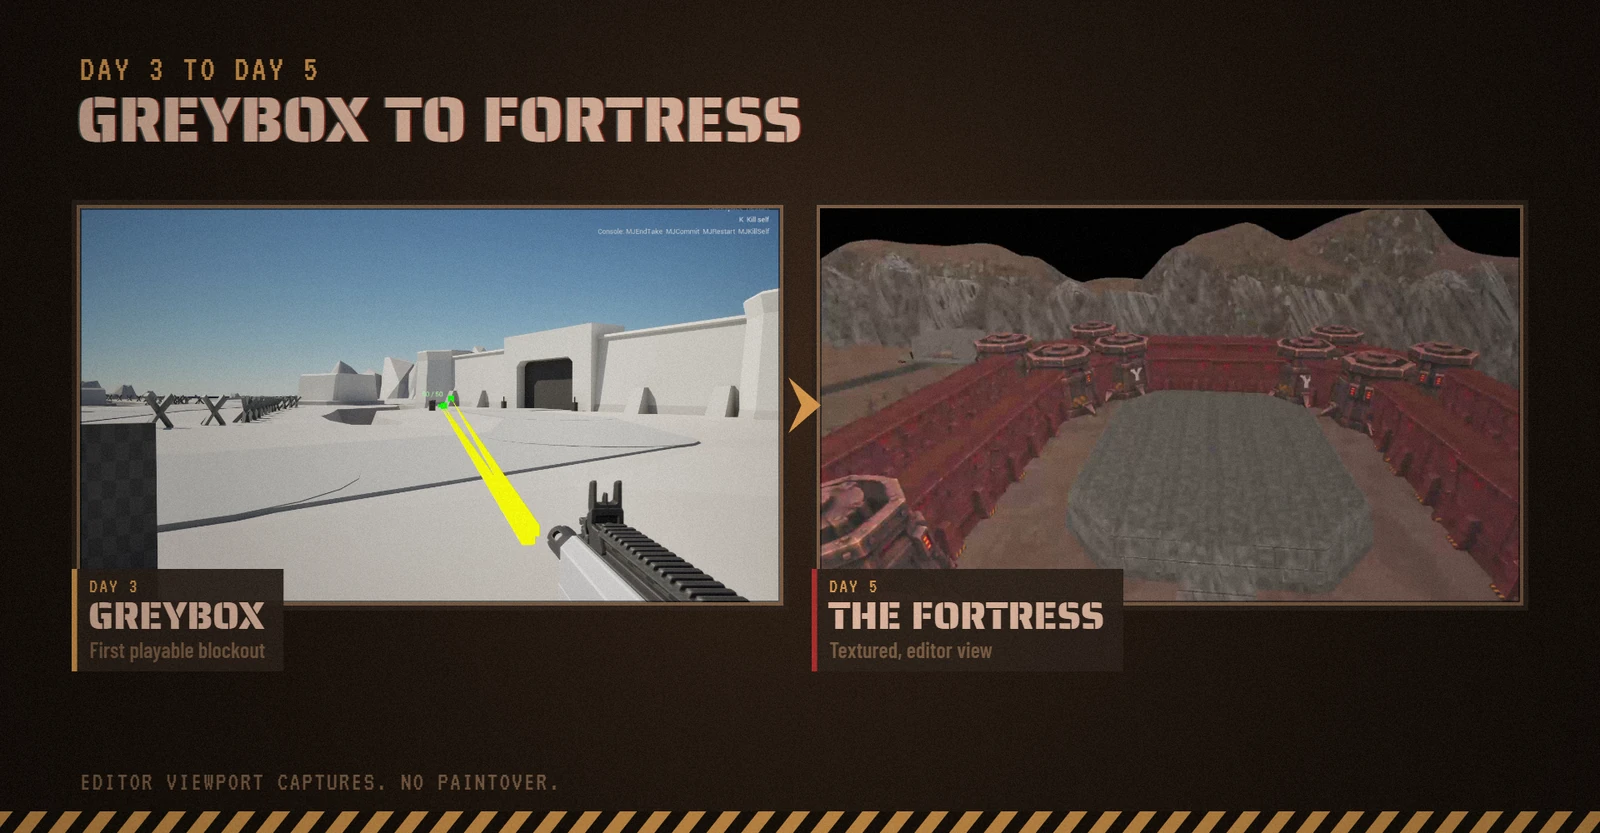 DAY 3 TO DAY 5
GREYBOX TO FORTRESS
K Kill self
Console: MJEndTake MJCommit MJRestart MJKillSelf
DAY 3
GREYBOX
First playable blockout
DAY 5
THE FORTRESS
Textured, editor view
EDITOR VIEWPORT CAPTURES. NO PAINTOVER.